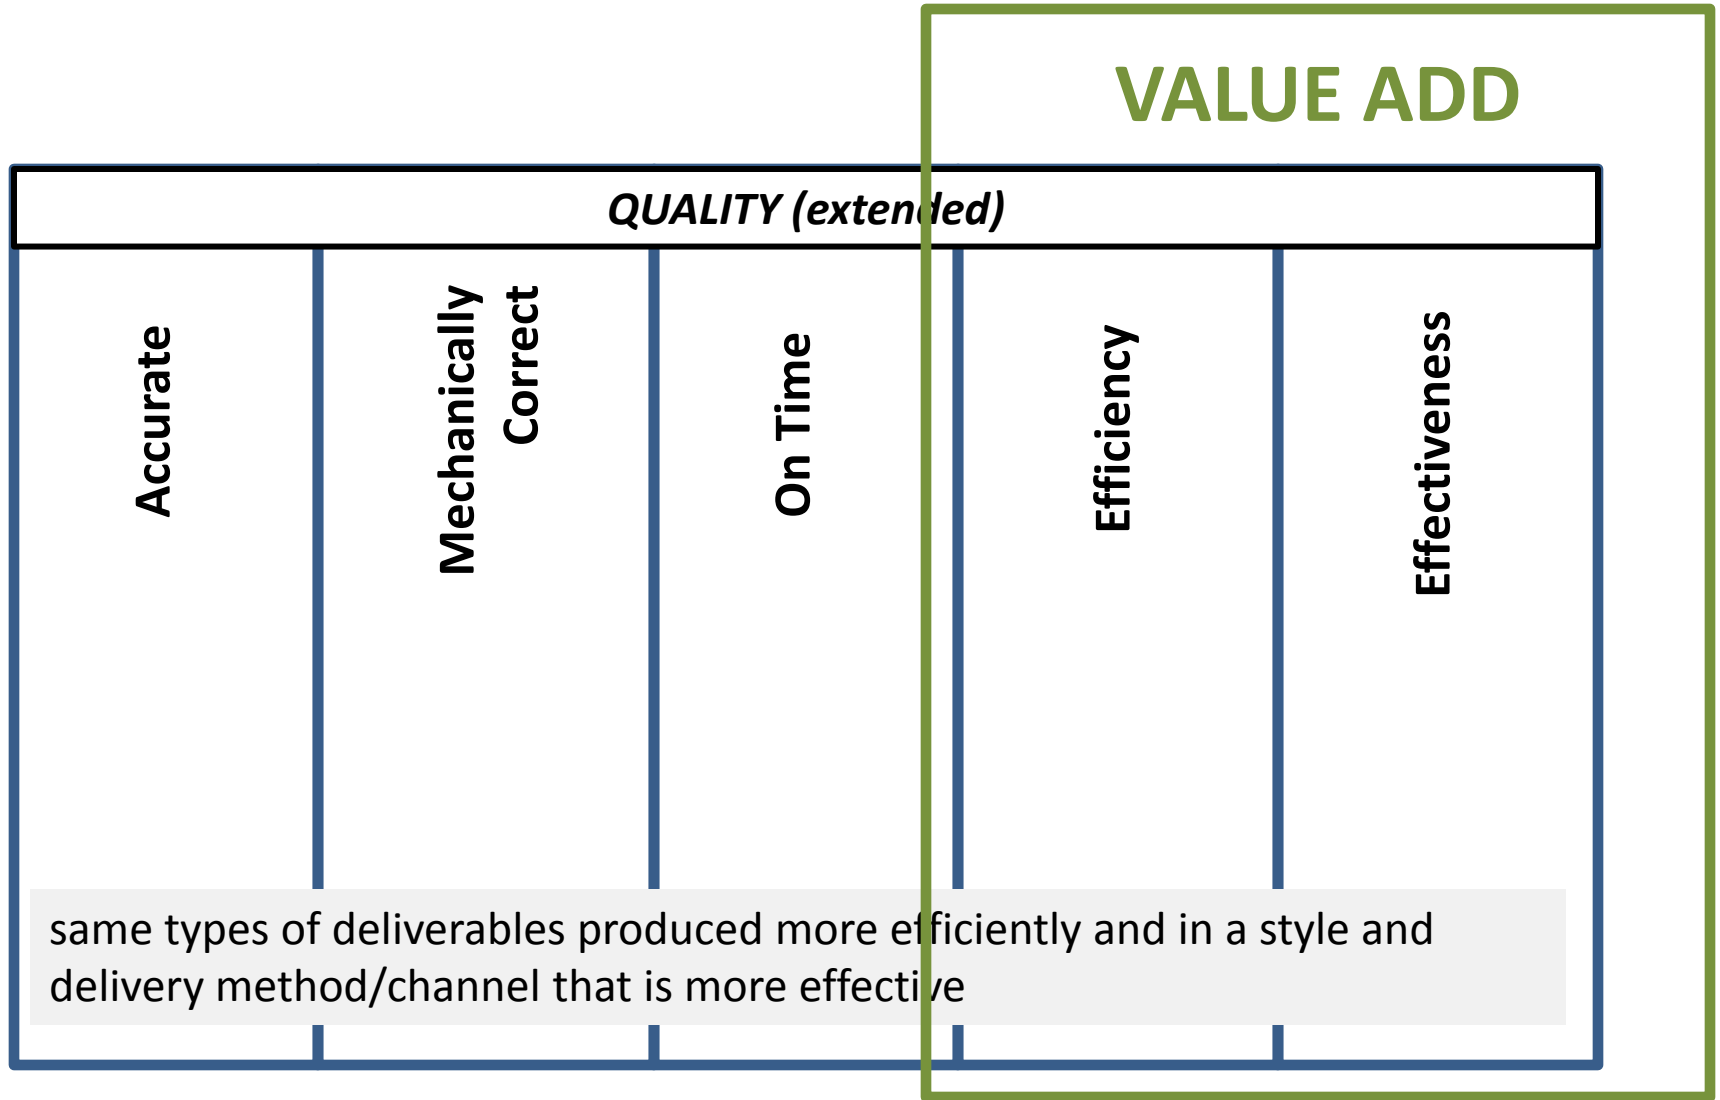 VALUE ADD
QUALITY (extended)
Accurate
Mechanically
Correct
On Time
Efficiency
Effectiveness
same types of deliverables produced more efficiently and in a style and
delivery method/channel that is more effective